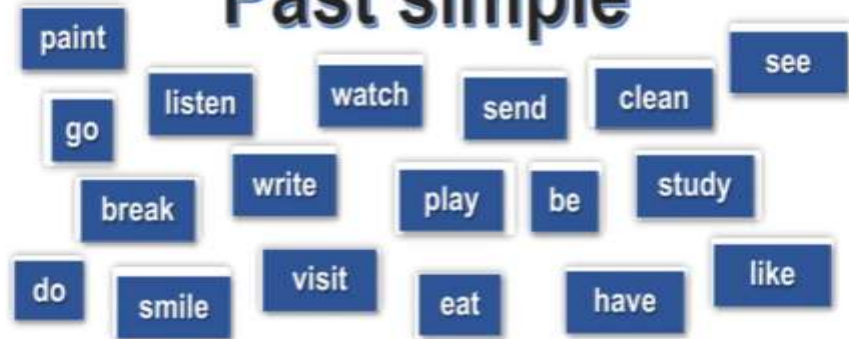 Past simple
paint
see
listen
watch
send
clean
go
write
play
be
study
break
do
smile
visit
eat
have
like